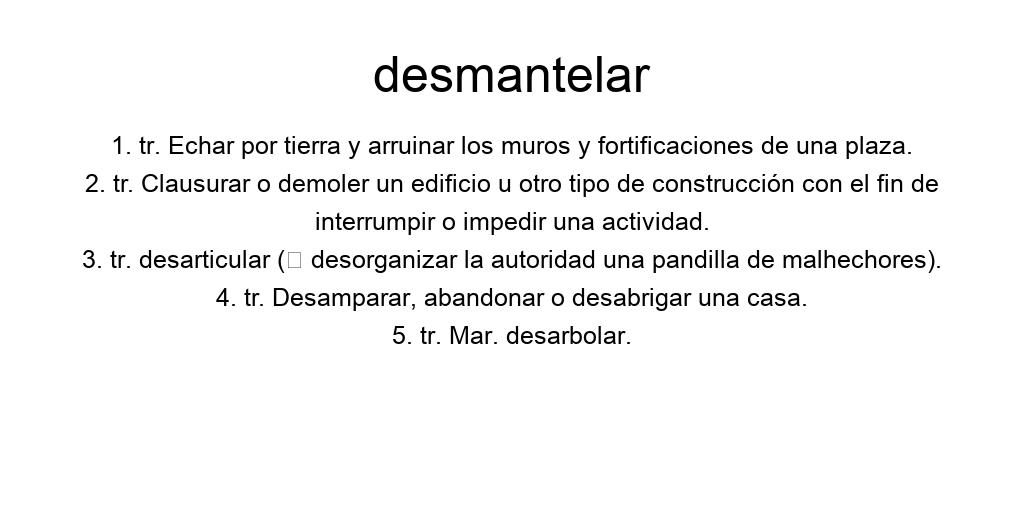 desmantelar
1. tr. Echar por tierra y arruinar los muros y fortificaciones de una plaza.
2. tr. Clausurar o demoler un edificio u otro tipo de construcción con el fin de
interrumpir o impedir una actividad.
3. tr. desarticular (□ desorganizar la autoridad una pandilla de malhechores).
4. tr. Desamparar, abandonar o desabrigar una casa.
5. tr. Mar. desarbolar.